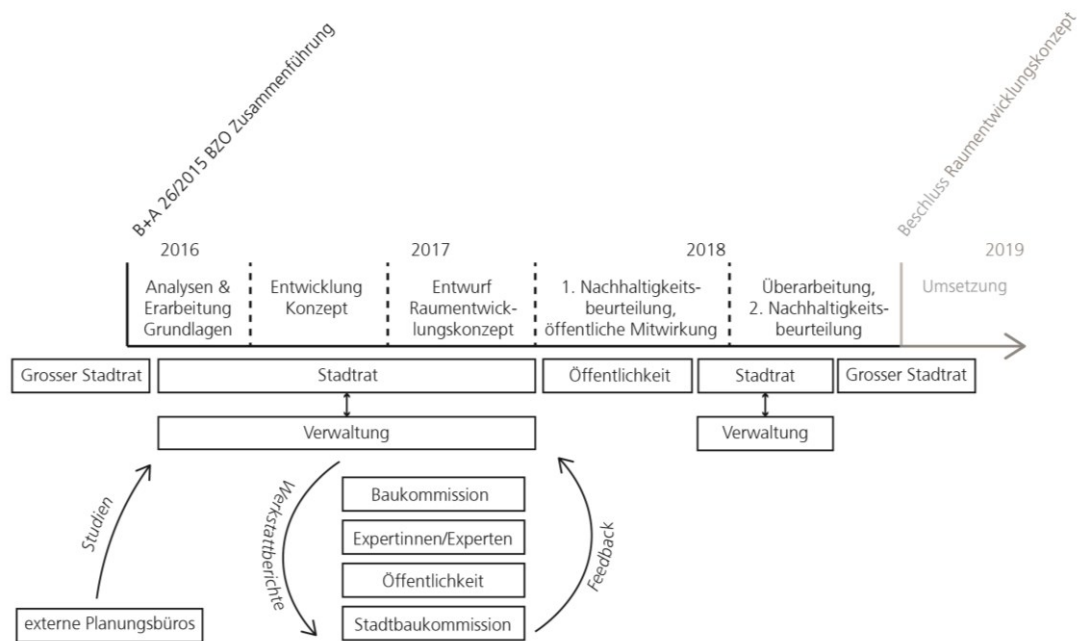 B+A 26/2015 BZO Zusammenführung
Beschluss Raumentwicklungskonzept
2016
2017
2018
2019
Analysen &
Erarbeitung
Grundlagen
Entwicklung
Konzept
Entwurf
Raumentwick-
lungskonzept
1. Nachhaltigkeits-
beurteilung,
öffentliche Mitwirkung
Überarbeitung,
2. Nachhaltigkeits-
beurteilung
Umsetzung
Grosser Stadtrat
Stadtrat
Öffentlichkeit
Stadtrat
Grosser Stadtrat
Verwaltung
Verwaltung
Studien
Werkstattberichte
Baukommission
Expertinnen/Experten
Öffentlichkeit
Stadtbaukommission
Feedback
externe Planungsbüros